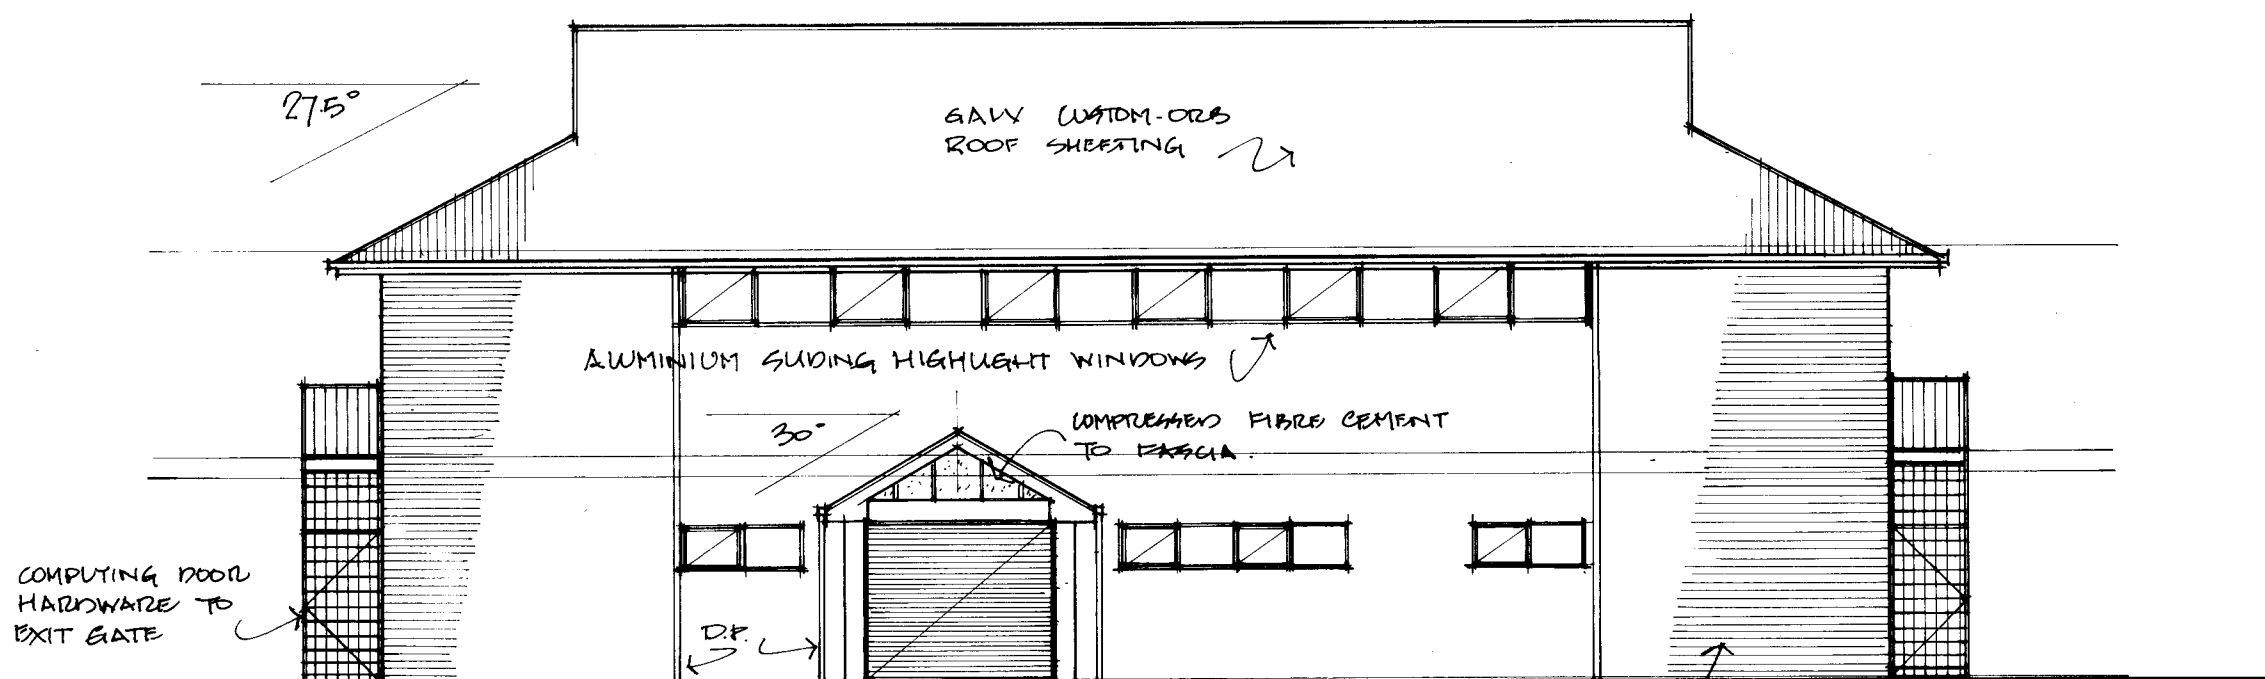 27.5°
GALV CUSTOM-ORB
ROOF SHEETING
ALUMINIUM SLIDING HIGHLIGHT WINDOWS
30°
COMPRESSED FIBRE CEMENT
TO FASCIA.
COMPLYING DOOR
HARDWARE TO
EXIT GATE
D.P.